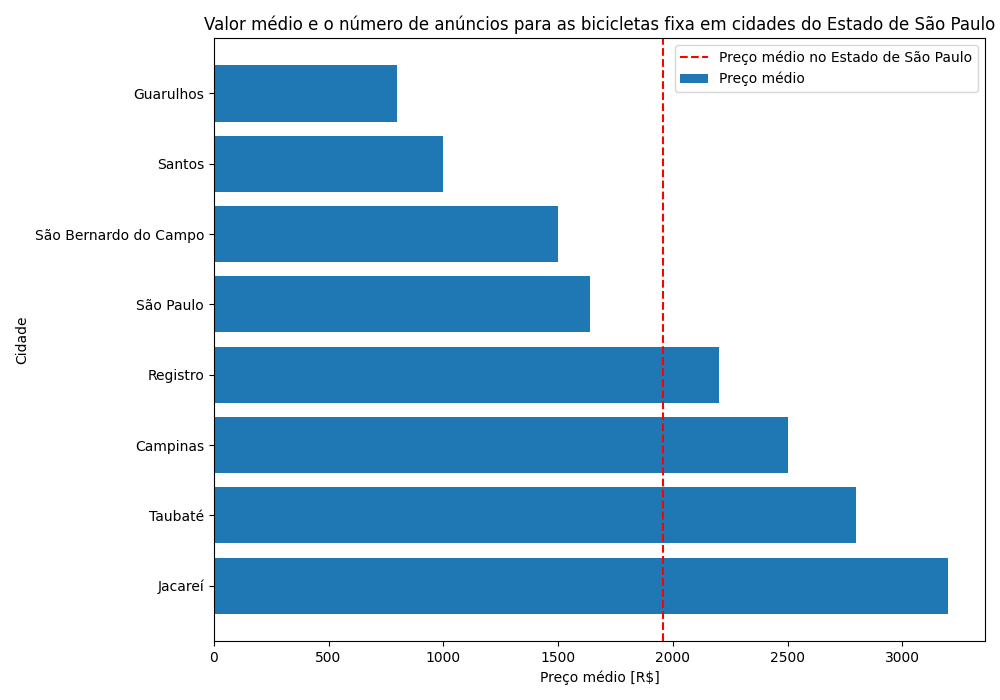 Valor médio e o número de anúncios para as bicicletas fixa em cidades do Estado de São Paulo
Preço médio no Estado de São Paulo
Preço médio
Cidade
Guarulhos
Santos
São Bernardo do Campo
São Paulo
Registro
Campinas
Taubaté
Jacareí
0 500 1000 1500 2000 2500 3000
Preço médio [R$]